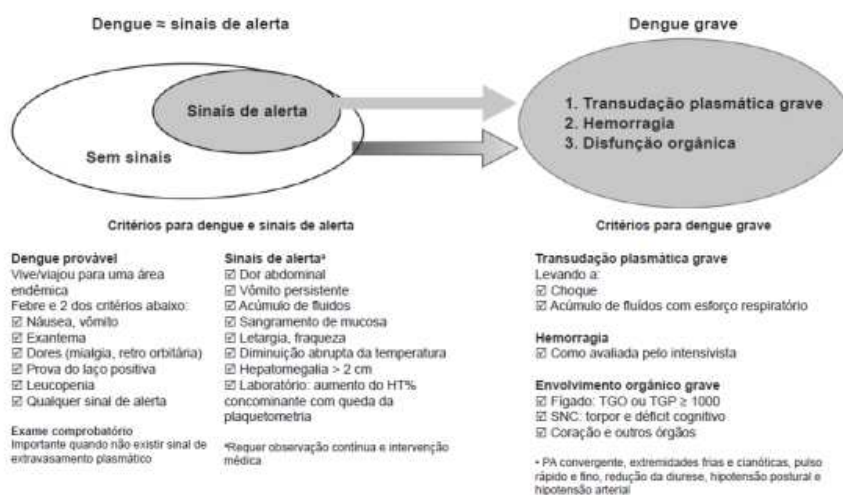 Dengue ≈ sinais de alerta
Dengue grave
Sinais de alerta
Sem sinais
1. Transudação plasmática grave
2. Hemorragia
3. Disfunção orgânica
Critérios para dengue e sinais de alerta
Critérios para dengue grave
Dengue provável
Vive/viajou para uma área
endêmica
Febre e 2 dos critérios abaixo:
☑ Náusea, vômito
☑ Exantema
☑ Dores (mialgia, retro orbitária)
☑ Prova do laço positiva
☑ Leucopenia
☑ Qualquer sinal de alerta
Exame comprobatório
Importante quando não existir sinal de
extravasamento plasmático
Sinais de alertaª
☑ Dor abdominal
☑ Vômito persistente
☑ Acúmulo de fluidos
☑ Sangramento de mucosa
☑ Letargia, fraqueza
☑ Diminuição abrupta da temperatura
☑ Hepatomegalia > 2 cm
☑ Laboratório: aumento do HT%
concominante com queda da
plaquetometria
ªRequer observação contínua e intervenção
médica
Transudação plasmática grave
Levando a:
☑ Choque
☑ Acúmulo de fluídos com esforço respiratório
Hemorragia
☑ Como avaliada pelo intensivista
Envolvimento orgânico grave
☑ Fígado: TGO ou TGP ≥ 1000
☑ SNC: torpor e déficit cognitivo
☑ Coração e outros órgãos
• PA convergente, extremidades frias e cianóticas, pulso
rápido e fino, redução da diurese, hipotensão postural e
hipotensão arterial